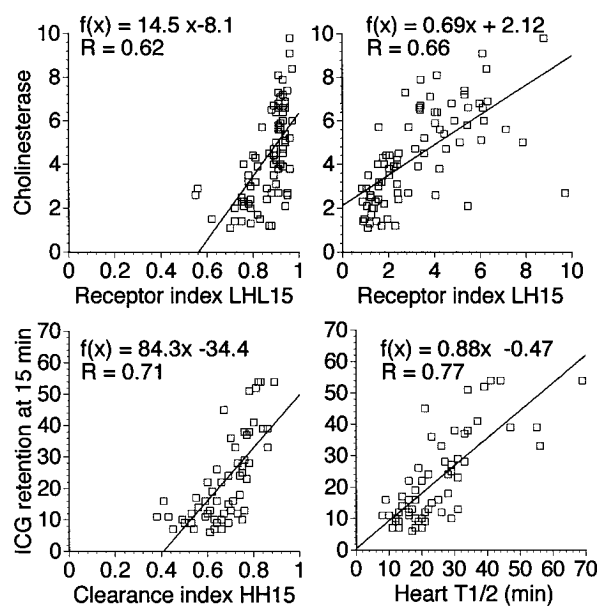 f(x) = 14.5 x-8.1
R = 0.62
10
8
6
4
2
0
Cholinesterase
0 0.2 0.4 0.6 0.8 1
Receptor index LHL15
f(x) = 0.69x + 2.12
R = 0.66
10
8
6
4
2
0
0 2 4 6 8 10
Receptor index LH15
f(x) = 84.3x -34.4
R = 0.71
70
60
50
40
30
20
10
0
ICG retention at 15 min
0 0.2 0.4 0.6 0.8 1
Clearance index HH15
f(x) = 0.88x -0.47
R = 0.77
70
60
50
40
30
20
10
0
0 10 20 30 40 50 60 70
Heart T1/2 (min)